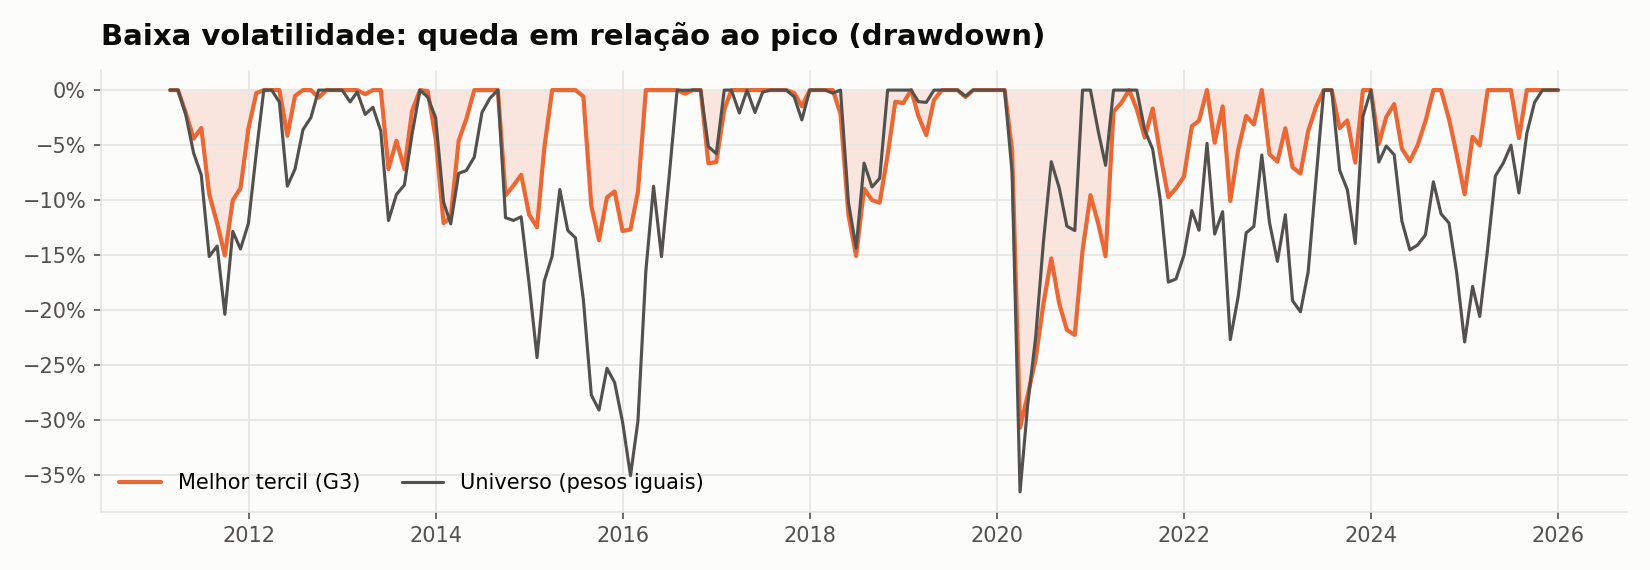 Baixa volatilidade: queda em relação ao pico (drawdown)
0%
−5%
−10%
−15%
−20%
−25%
−30%
−35%
Melhor tercil (G3) Universo (pesos iguais)
2012 2014 2016 2018 2020 2022 2024 2026